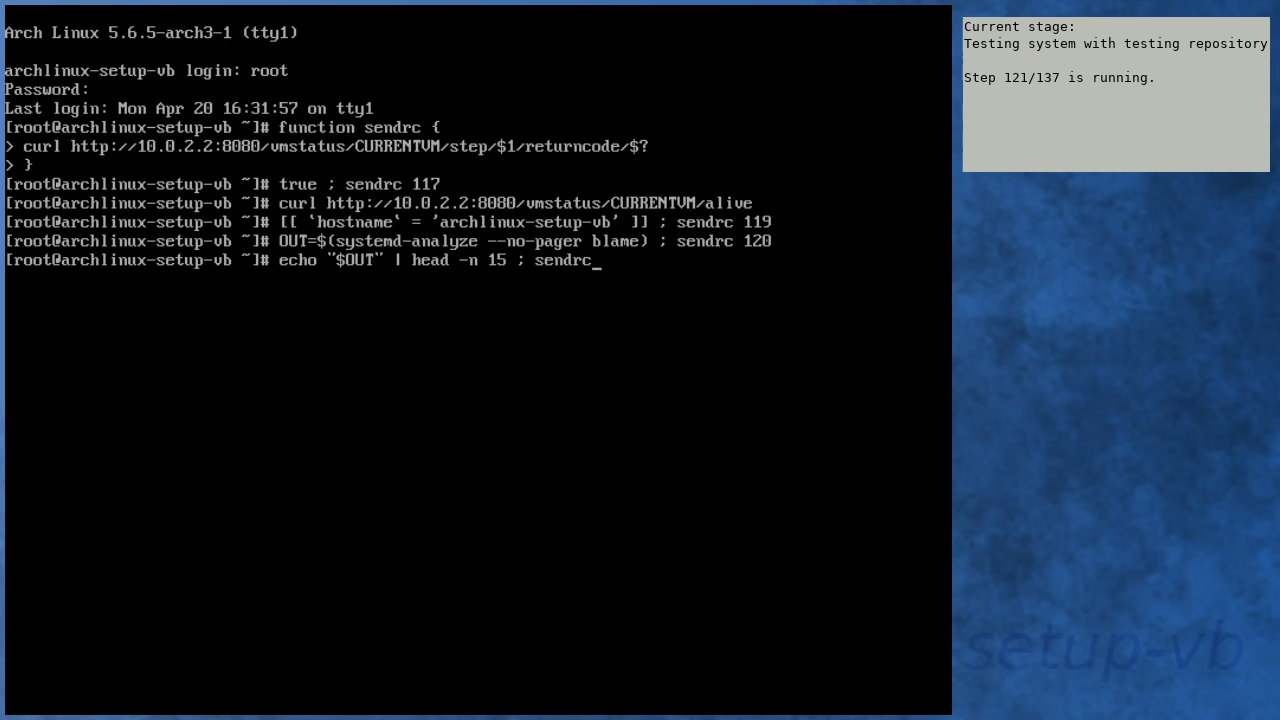 Arch Linux 5.6.5-arch3-1 (tty1)
archlinux-setup-vb login: root
Password:
Last login: Mon Apr 20 16:31:57 on tty1
[root@archlinux-setup-vb ~]# function sendrc {
> curl http://10.0.2.2:8080/vmstatus/CURRENTVM/step/$1/returncode/$?
> }
[root@archlinux-setup-vb ~]# true ; sendrc 117
[root@archlinux-setup-vb ~]# curl http://10.0.2.2:8080/vmstatus/CURRENTVM/alive
[root@archlinux-setup-vb ~]# [[ `hostname` = 'archlinux-setup-vb' ]] ; sendrc 119
[root@archlinux-setup-vb ~]# OUT=$(systemd-analyze --no-pager blame) ; sendrc 120
[root@archlinux-setup-vb ~]# echo "$OUT" | head -n 15 ; sendrc_
Current stage:
Testing system with testing repository
Step 121/137 is running.
setup-vb